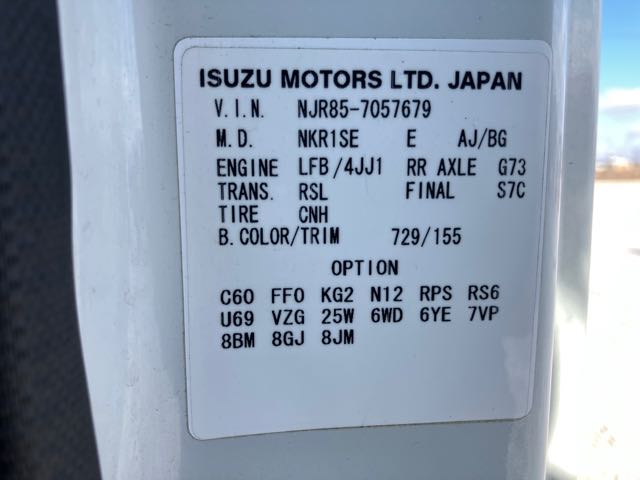 ISUZU MOTORS LTD. JAPAN
V.I.N. NJR85-7057679
M.D. NKR1SE E AJ/BG
ENGINE LFB/4JJ1 RR AXLE G73
TRANS. RSL FINAL S7C
TIRE CNH
B.COLOR/TRIM 729/155
OPTION
C60 FF0 KG2 N12 RPS RS6
U69 VZG 25W 6WD 6YE 7VP
8BM 8GJ 8JM